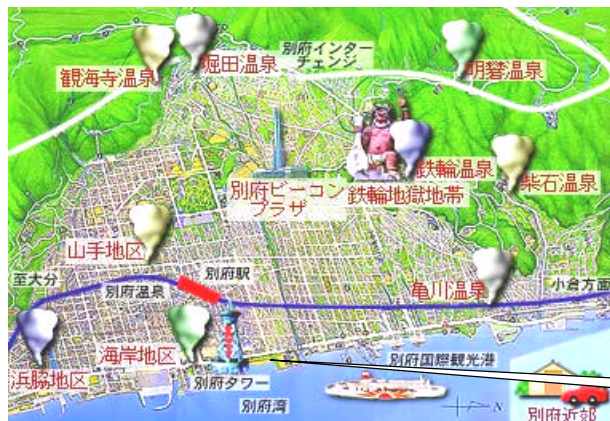 別府インター
チェンジ
観海寺温泉
堀田温泉
明礬温泉
鉄輪温泉
柴石温泉
別府ビーコン
プラザ
鉄輪地獄地帯
山手地区
至大分
別府駅
別府温泉
亀川温泉
小倉方面
浜脇地区
海岸地区
別府タワー
別府国際観光港
別府湾
N
別府近郊